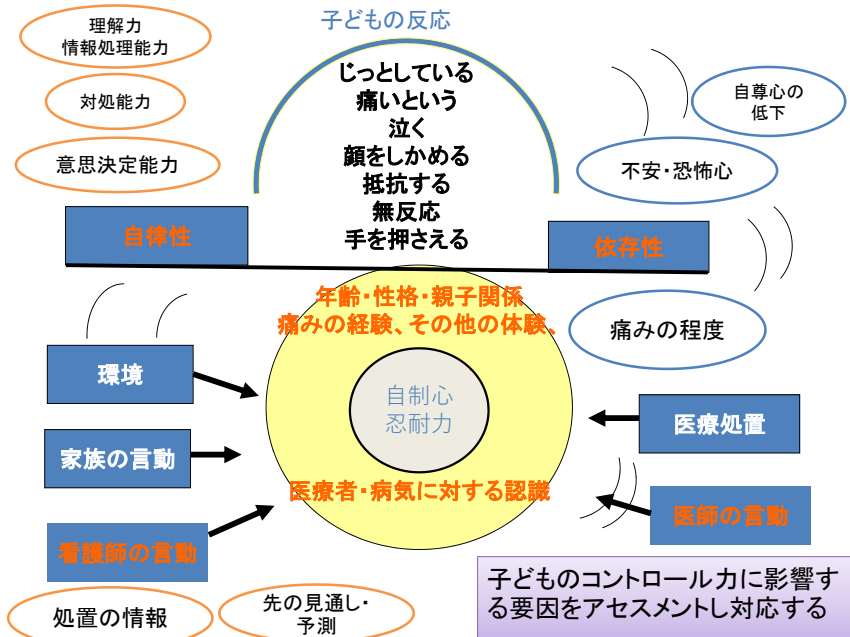 子どもの反応
理解力
情報処理能力
対処能力
意思決定能力
じっとしている
痛いという
泣く
顔をしかめる
抵抗する
無反応
手を押さえる
自尊心の
低下
不安・恐怖心
自律性
依存性
年齢・性格・親子関係
痛みの経験、その他の体験、
痛みの程度
環境
自制心
忍耐力
医療処置
家族の言動
医療者・病気に対する認識
医師の言動
看護師の言動
処置の情報
先の見通し・
予測
子どものコントロール力に影響す
る要因をアセスメントし対応する